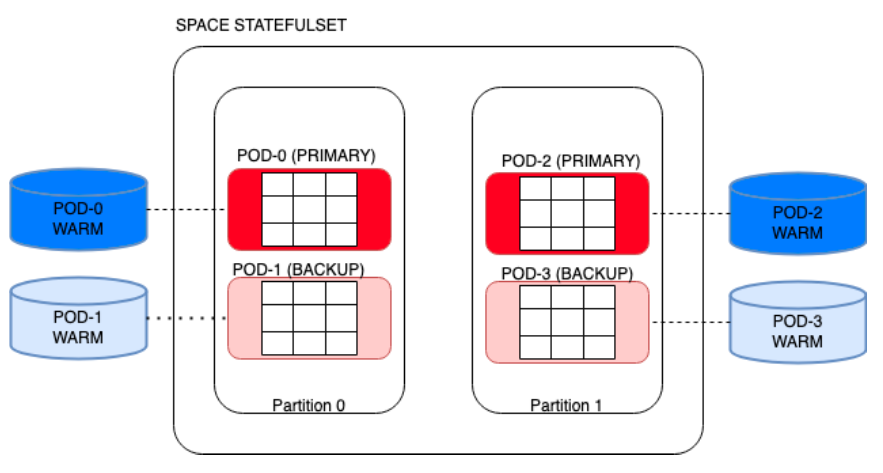 SPACE STATEFULSET
POD-0 (PRIMARY)
POD-2 (PRIMARY)
POD-0
WARM
POD-2
WARM
POD-1 (BACKUP)
POD-3 (BACKUP)
POD-1
WARM
POD-3
WARM
Partition 0
Partition 1